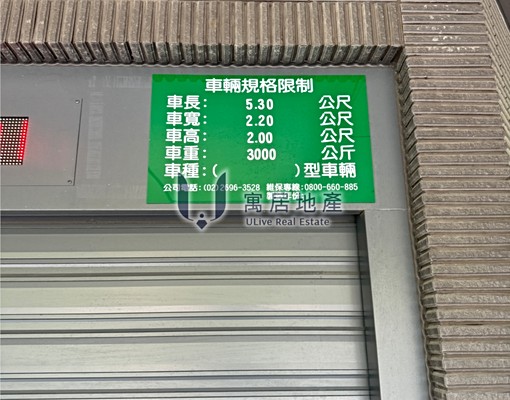 車輛規格限制
車長： 5.30 公尺
車寬： 2.20 公尺
車高： 2.00 公尺
車重： 3000 公斤
車種：( )型車輛
公司電話：(02)2696-3528 維保專線：0800-660-885
寓居地產
ULive Real Estate